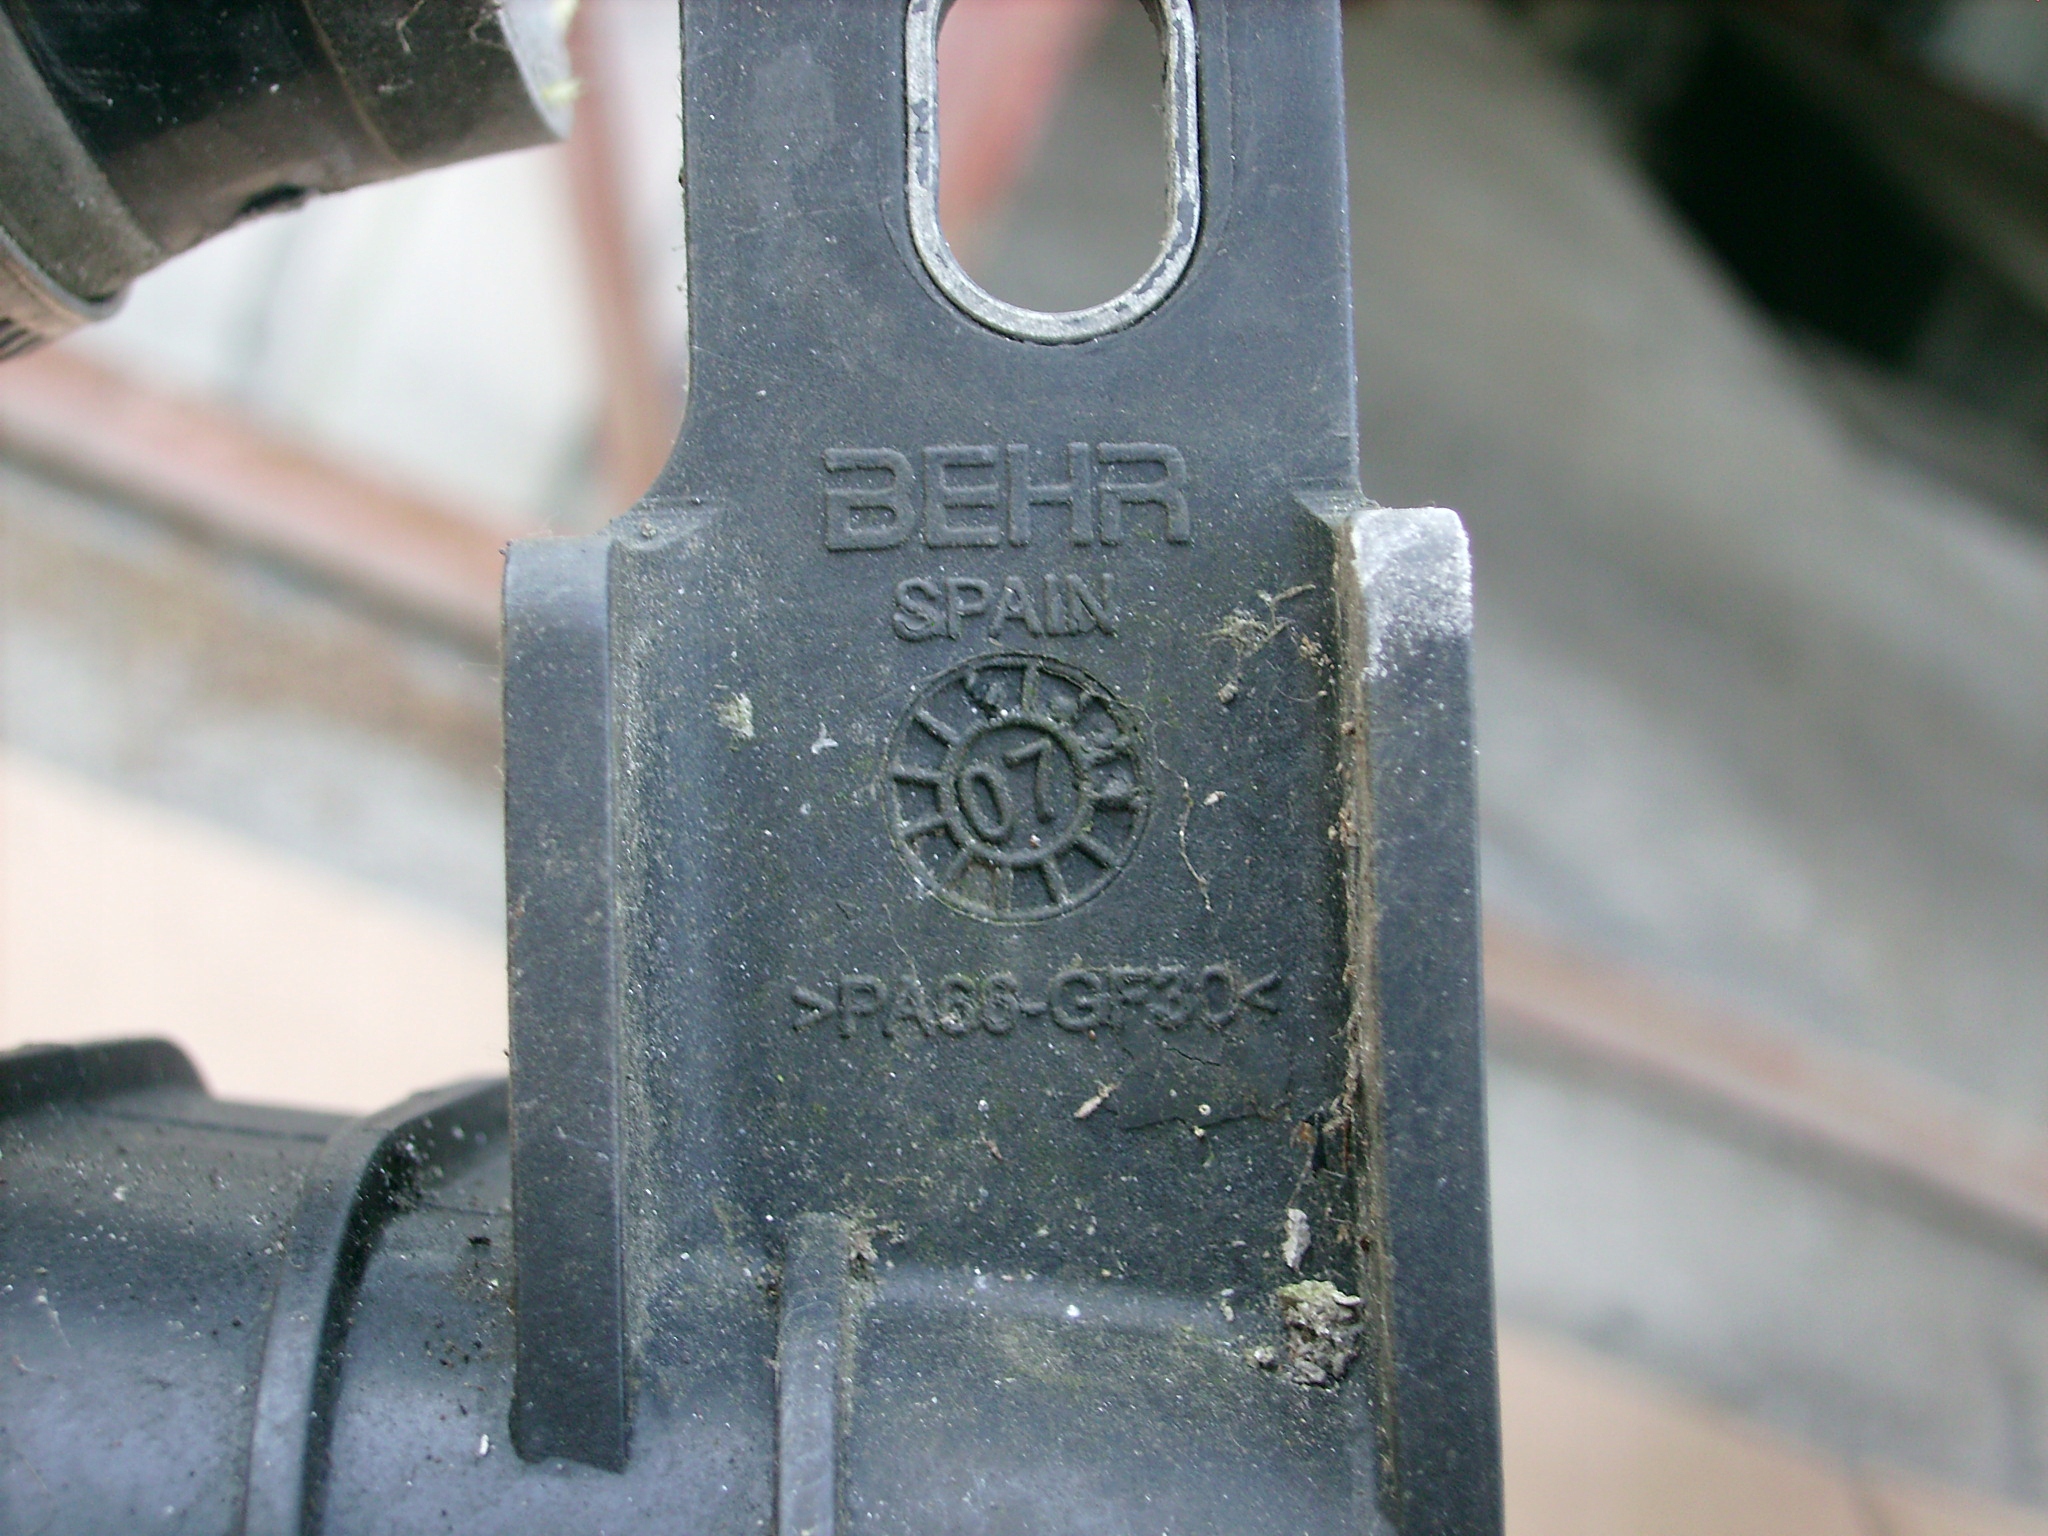 BEHR
SPAIN
07
>PA66-GF30<